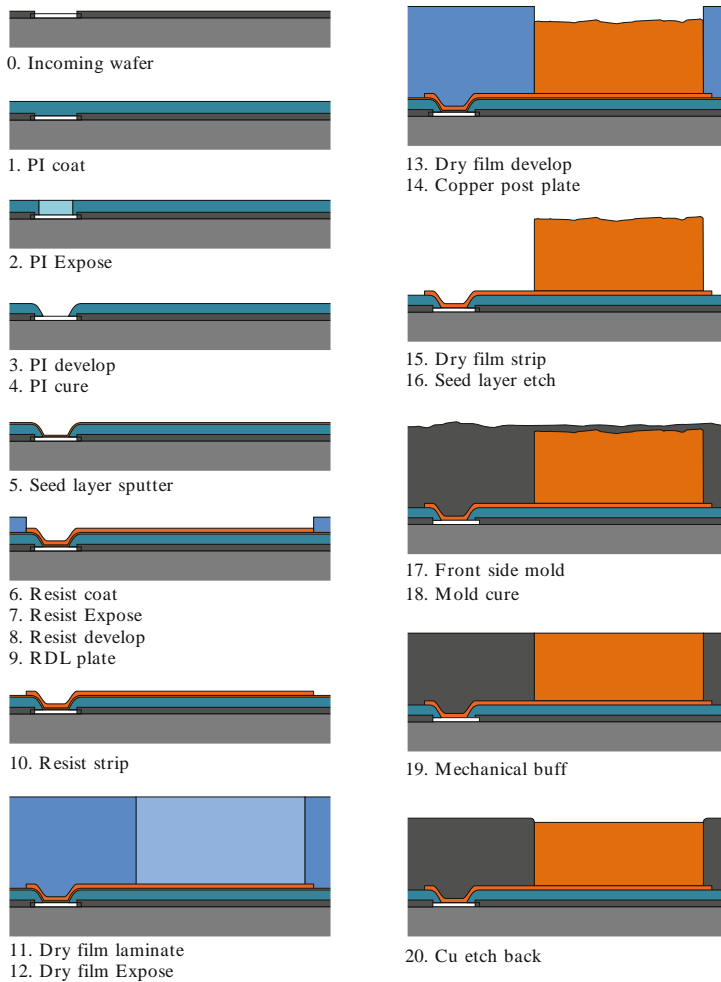 0. Incoming wafer
1. PI coat
2. PI Expose
3. PI develop
4. PI cure
5. Seed layer sputter
6. Resist coat
7. Resist Expose
8. Resist develop
9. RDL plate
10. Resist strip
11. Dry film laminate
12. Dry film Expose
13. Dry film develop
14. Copper post plate
15. Dry film strip
16. Seed layer etch
17. Front side mold
18. Mold cure
19. Mechanical buff
20. Cu etch back